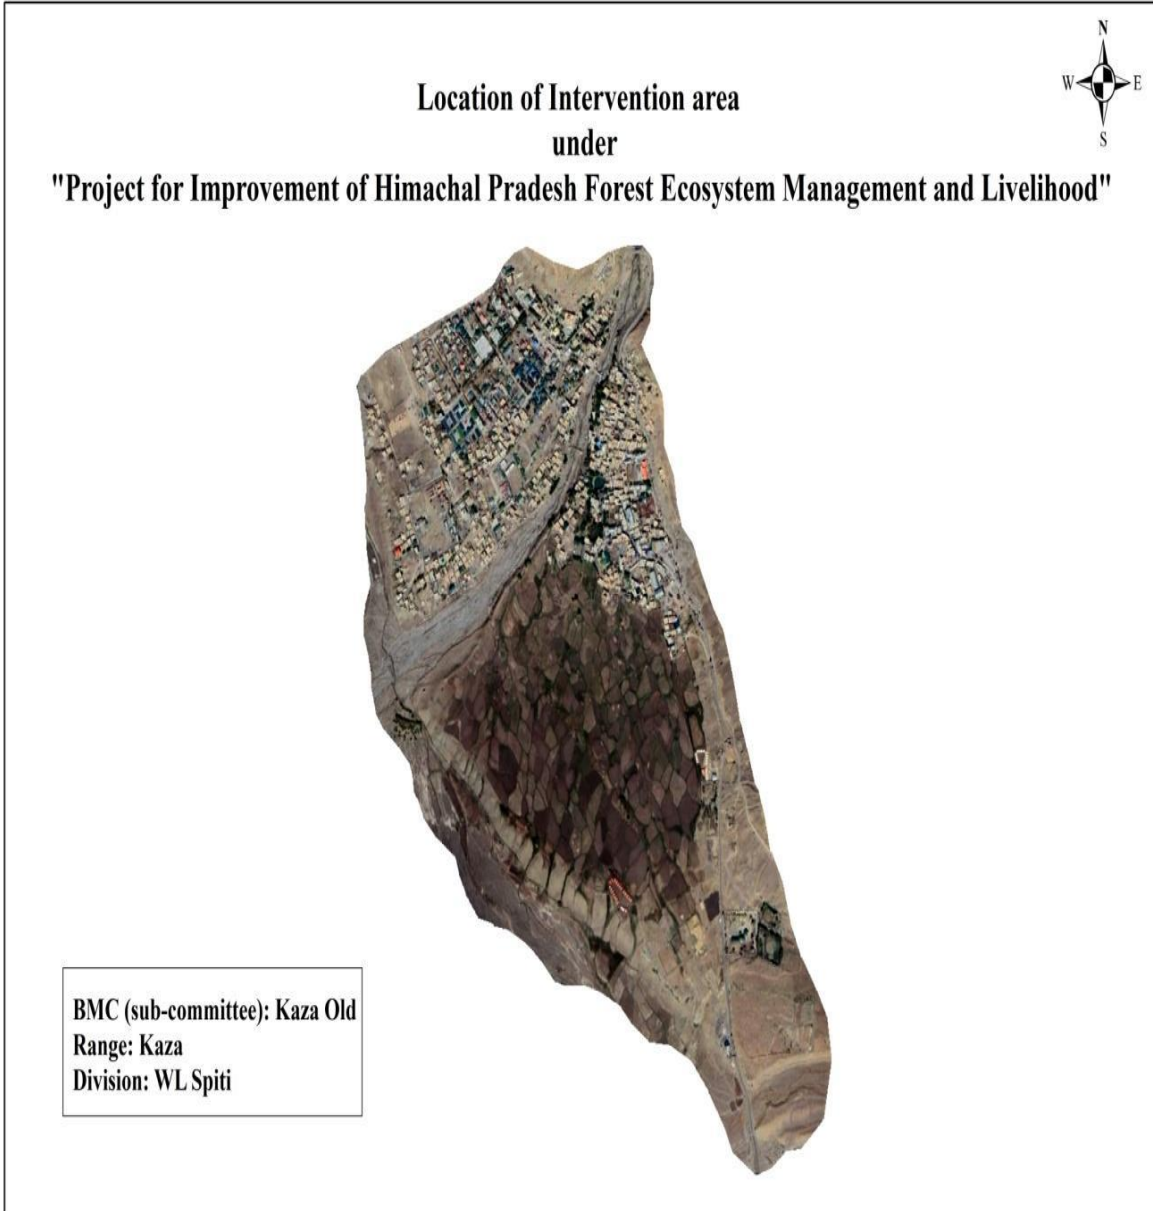 N
W E
S
Location of Intervention area
under
"Project for Improvement of Himachal Pradesh Forest Ecosystem Management and Livelihood"
BMC (sub-committee): Kaza Old
Range: Kaza
Division: WL Spiti